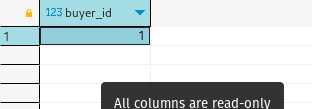 123 buyer_id
1 1
All columns are read-only